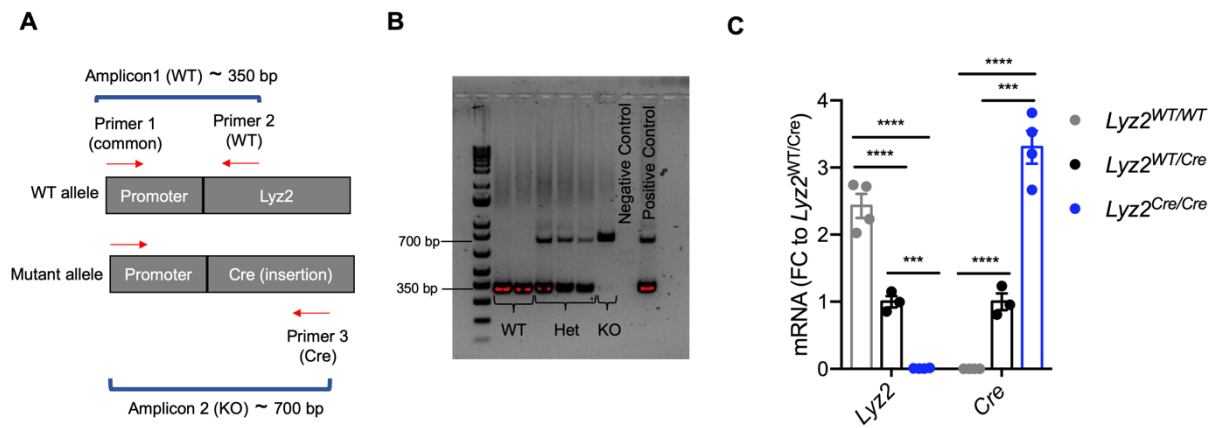 A
Amplicon1 (WT) ~ 350 bp
Primer 1
(common)
Primer 2
(WT)
WT allele
Promoter
Lyz2
Mutant allele
Promoter
Cre (insertion)
Primer 3
(Cre)
Amplicon 2 (KO) ~ 700 bp
B
Negative Control
Positive Control
700 bp
350 bp
WT
Het
KO
C
mRNA (FC to Lyz2WT/Cre)
4
3
2
1
0
****
****
***
****
***
****
Lyz2
Cre
Lyz2WT/WT
Lyz2WT/Cre
Lyz2Cre/Cre